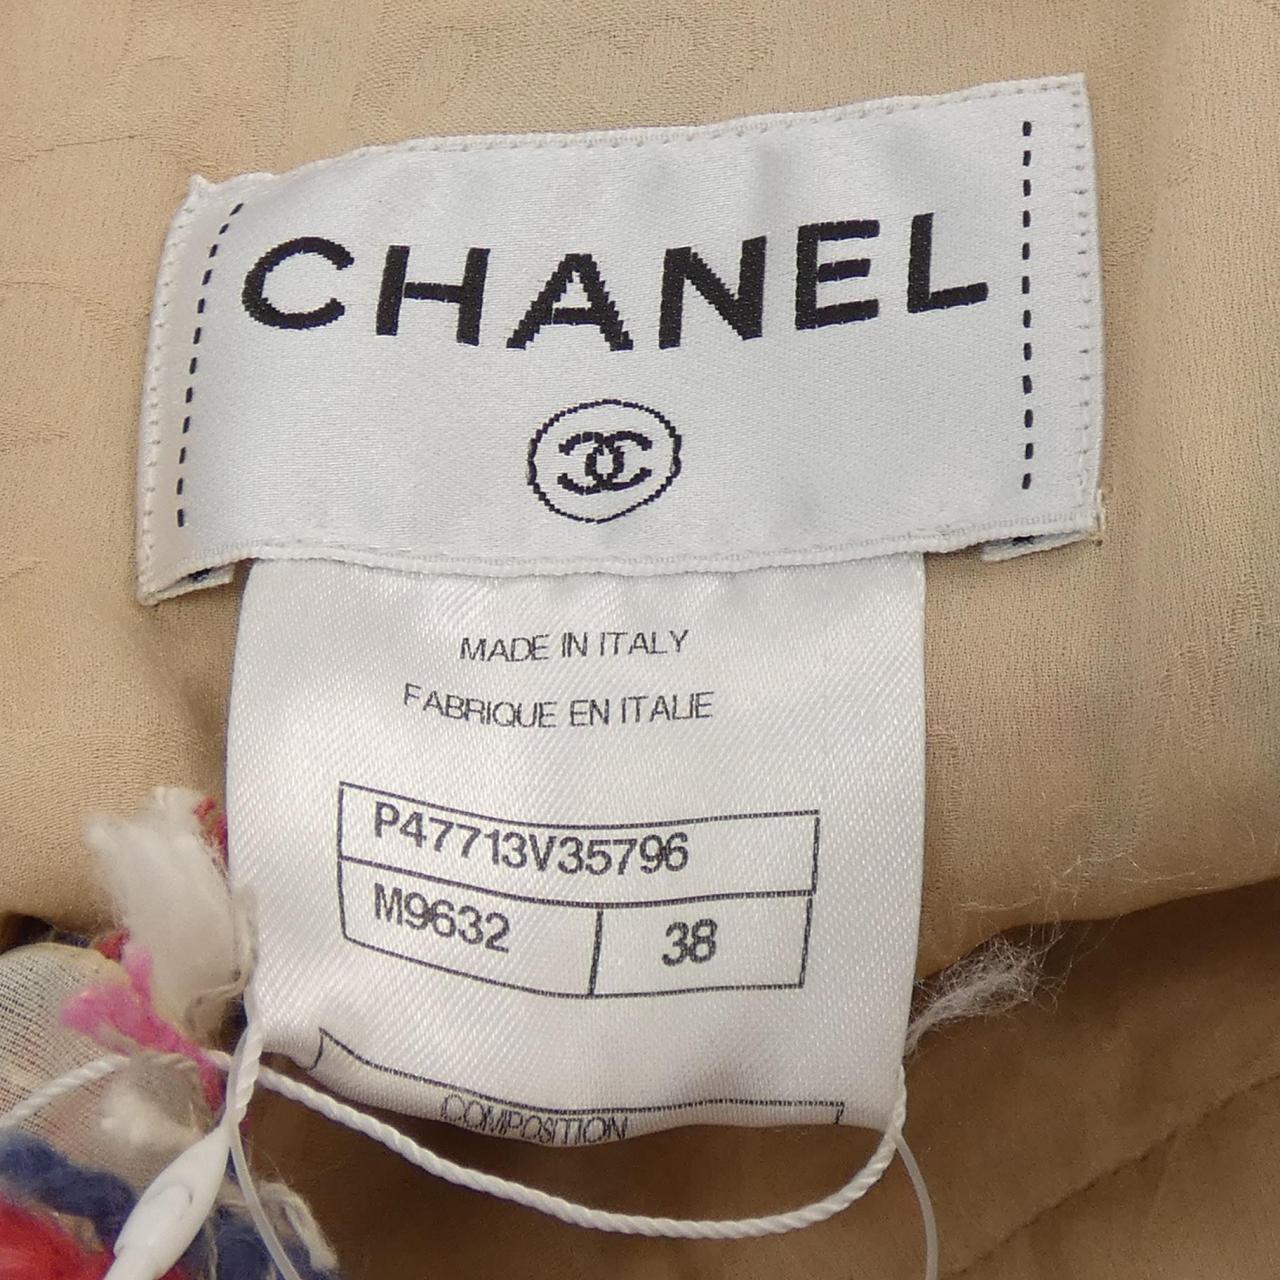 CHANEL
MADE IN ITALY
FABRIQUE EN ITALIE
P47713V35796
M9632 38
COMPOSITION